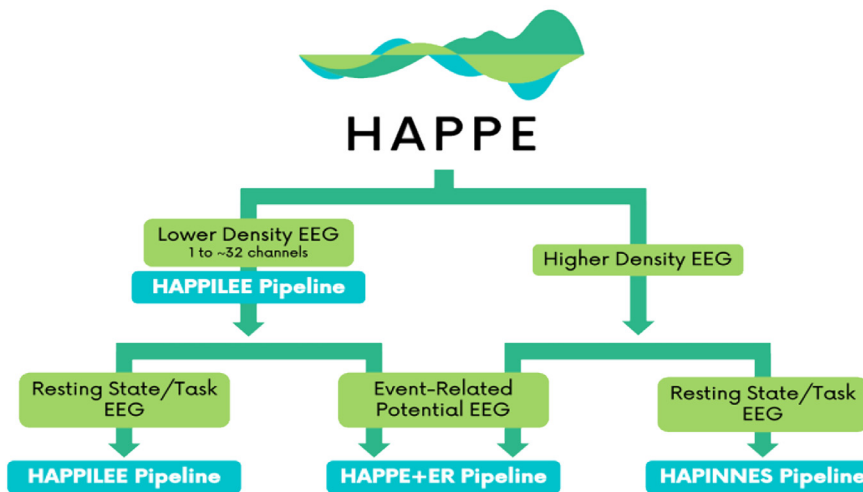 HAPPE
Lower Density EEG
1 to ~32 channels
HAPPILEE Pipeline
Higher Density EEG
Resting State/Task
EEG
Event-Related
Potential EEG
Resting State/Task
EEG
HAPPILEE Pipeline
HAPPE+ER Pipeline
HAPINNES Pipeline